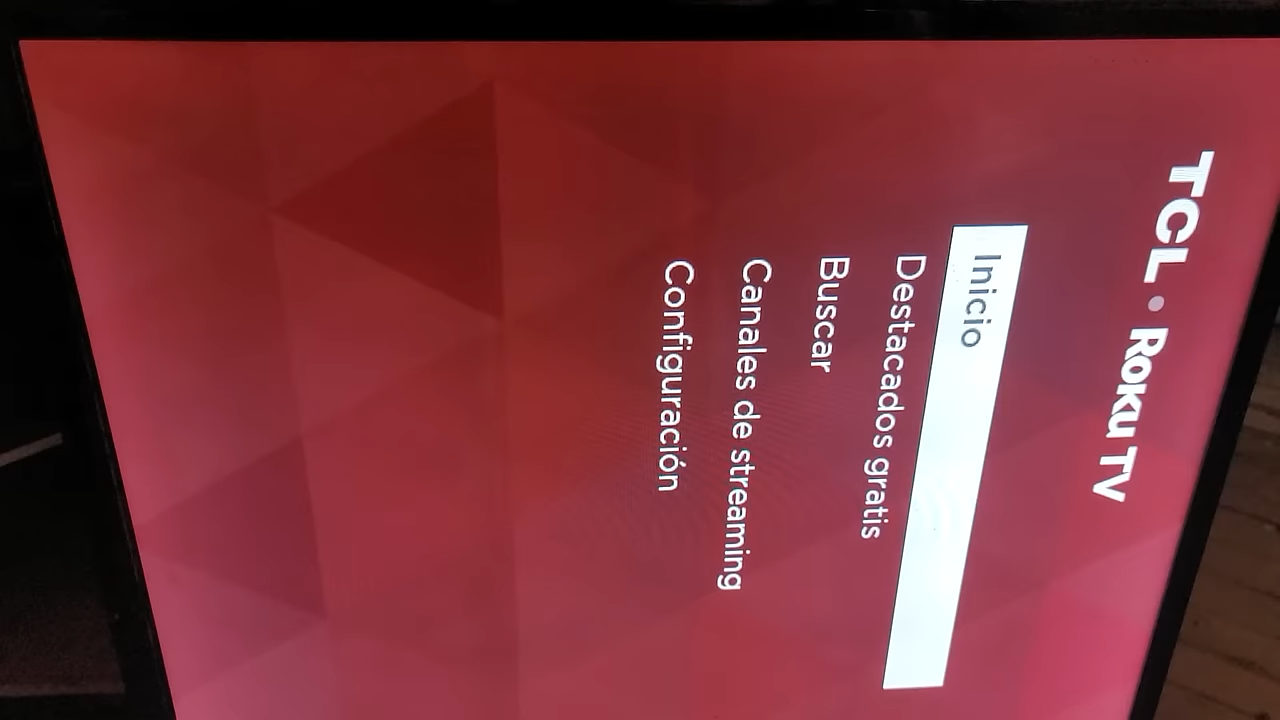 TCL • Roku TV
Inicio
Destacados gratis
Buscar
Canales de streaming
Configuración